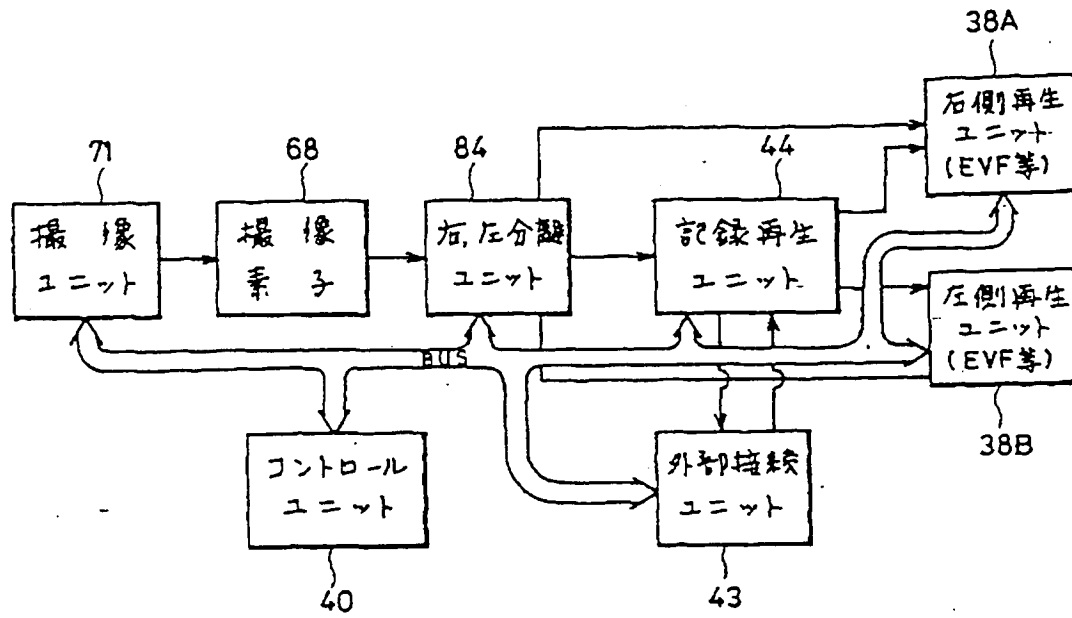 38A
右側再生
ユニット
(EVF等)
71
68
84
44
撮像
ユニット
撮像
素子
右,左分離
ユニット
記録再生
ユニット
左側再生
ユニット
(EVF等)
38B
BUS
コントロール
ユニット
40
外部接続
ユニット
43